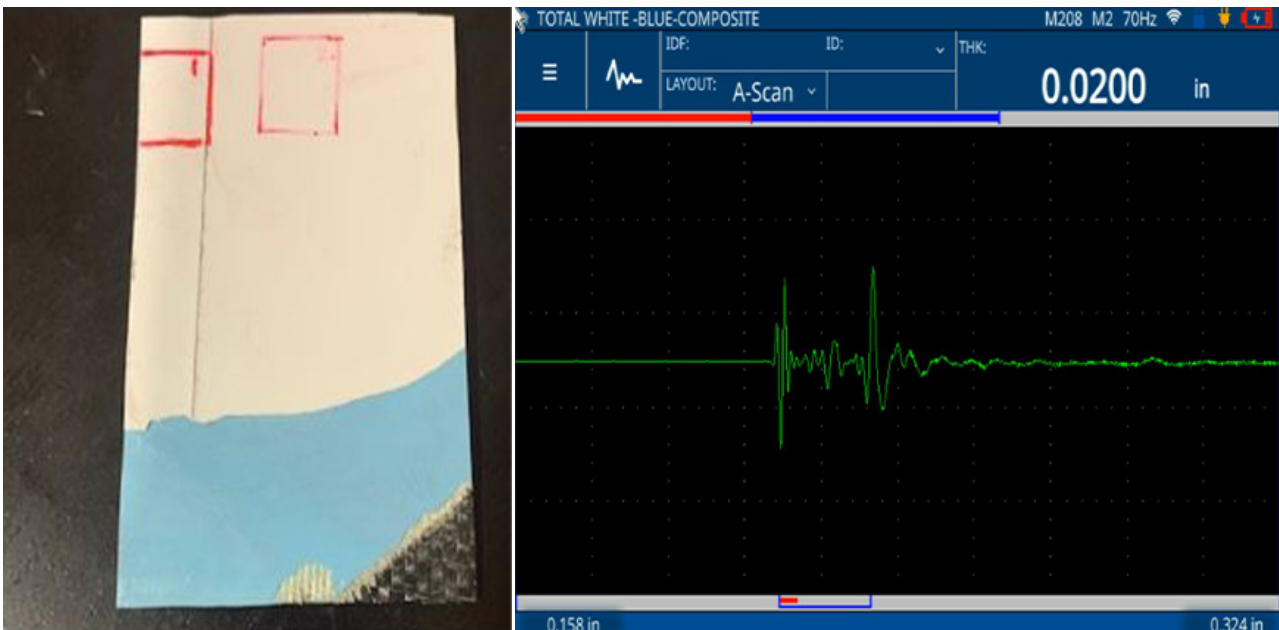 1
TOTAL WHITE -BLUE-COMPOSITE M208 M2 70Hz
IDF: ID: THK:
LAYOUT: A-Scan
0.0200 in
0.158 in 0.324 in